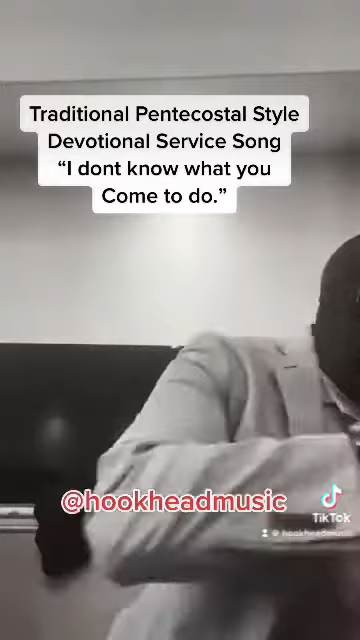 Traditional Pentecostal Style
Devotional Service Song
“I dont know what you
Come to do.”
@hookheadmusic
TikTok
@ hookheadmusic